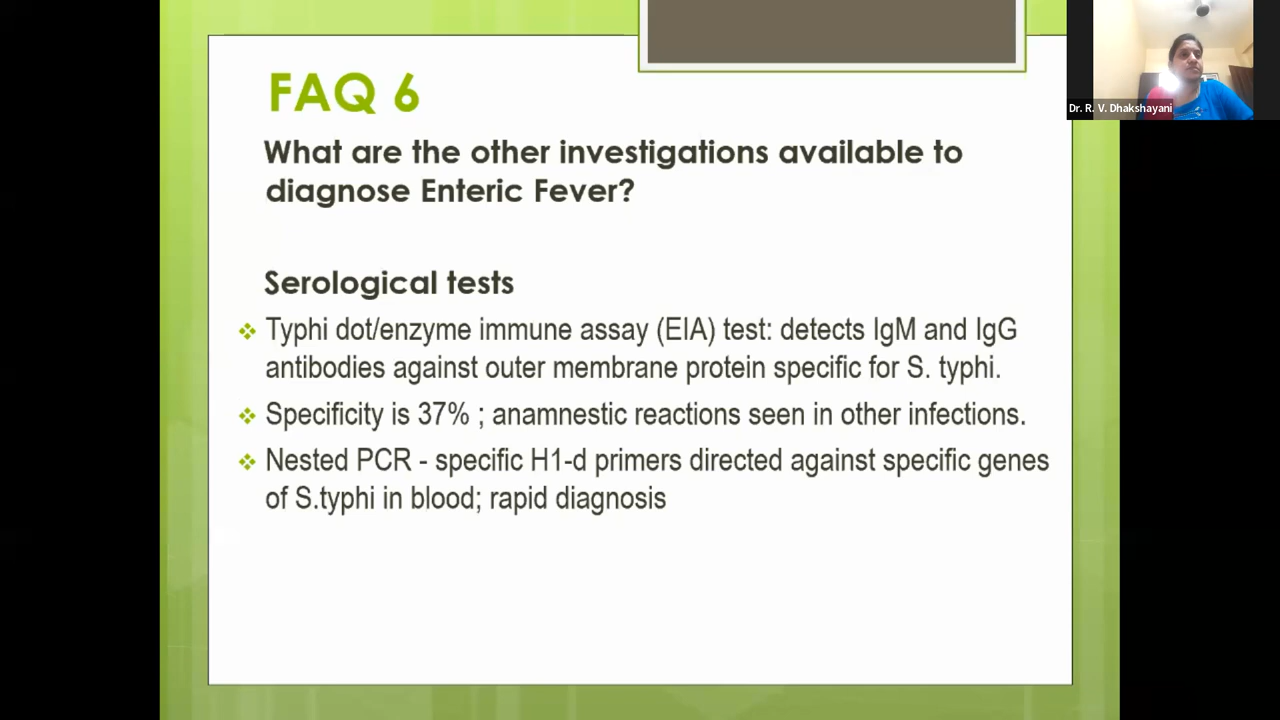 FAQ 6
What are the other investigations available to
diagnose Enteric Fever?
Serological tests
Typhi dot/enzyme immune assay (EIA) test: detects IgM and IgG
antibodies against outer membrane protein specific for S. typhi.
Specificity is 37% ; anamnestic reactions seen in other infections.
Nested PCR - specific H1-d primers directed against specific genes
of S.typhi in blood; rapid diagnosis
Dr. R. V. Dhakshayani